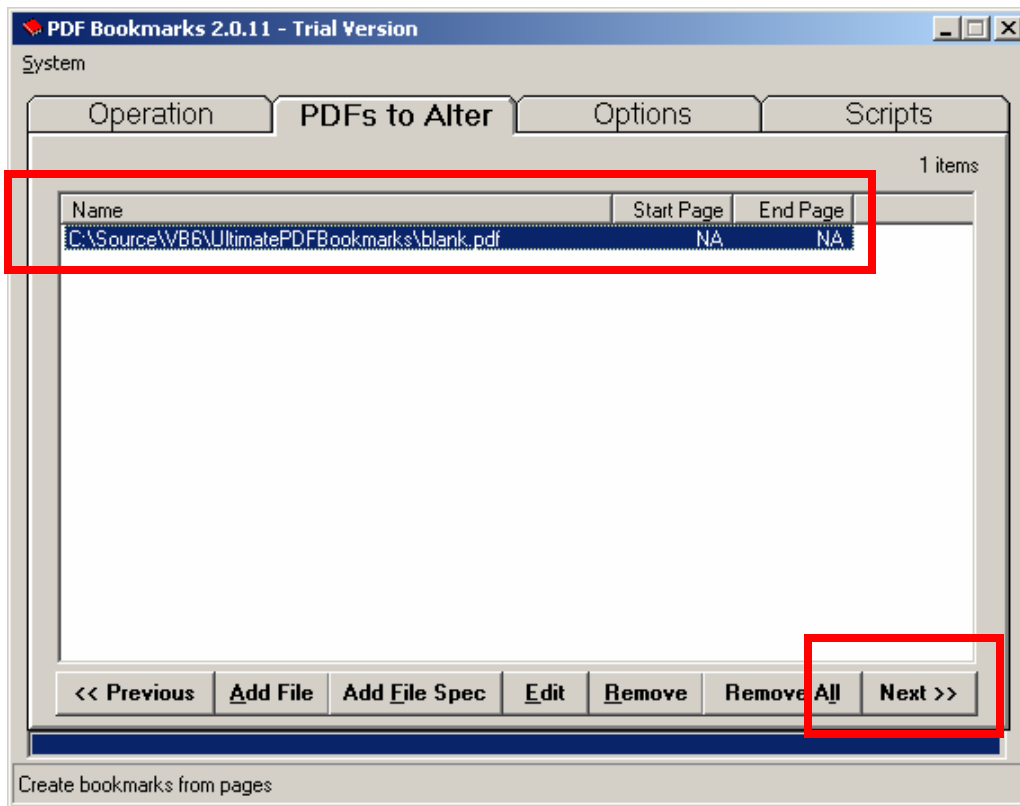 PDF Bookmarks 2.0.11 - Trial Version
System
Operation PDFs to Alter Options Scripts
1 items
Name Start Page End Page
C:\Source\VB6\UltimatePDFBookmarks\blank.pdf NA NA
<< Previous Add File Add File Spec Edit Remove Remove All Next >>
Create bookmarks from pages